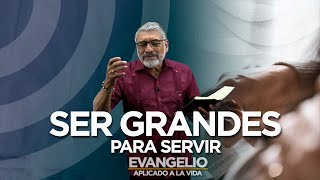 SER GRANDES
PARA SERVIR
EVANGELIO
APLICADO A LA VIDA